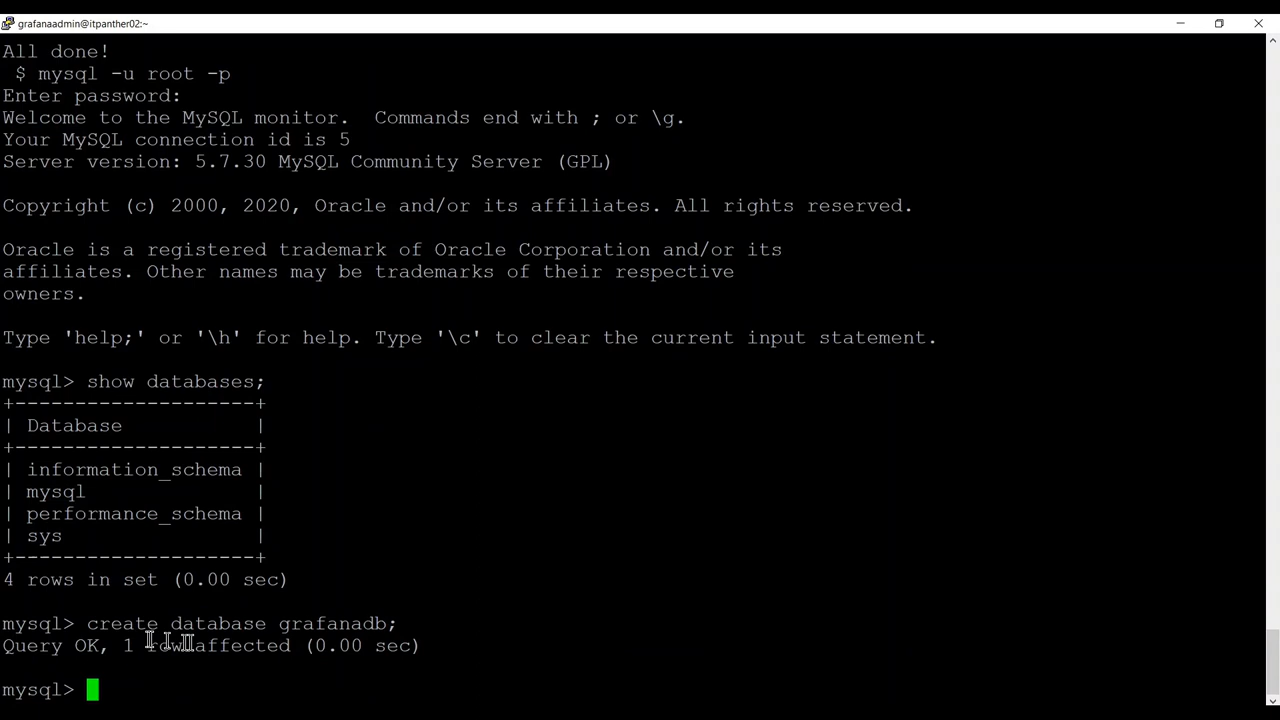 grafanaadmin@itpanther02:~
All done!
$ mysql -u root -p
Enter password:
Welcome to the MySQL monitor.  Commands end with ; or \g.
Your MySQL connection id is 5
Server version: 5.7.30 MySQL Community Server (GPL)
Copyright (c) 2000, 2020, Oracle and/or its affiliates. All rights reserved.
Oracle is a registered trademark of Oracle Corporation and/or its
affiliates. Other names may be trademarks of their respective
owners.
Type 'help;' or '\h' for help. Type '\c' to clear the current input statement.
mysql> show databases;
+--------------------+
| Database           |
+--------------------+
| information_schema |
| mysql              |
| performance_schema |
| sys                |
+--------------------+
4 rows in set (0.00 sec)
mysql> create database grafanadb;
Query OK, 1 row affected (0.00 sec)
mysql>